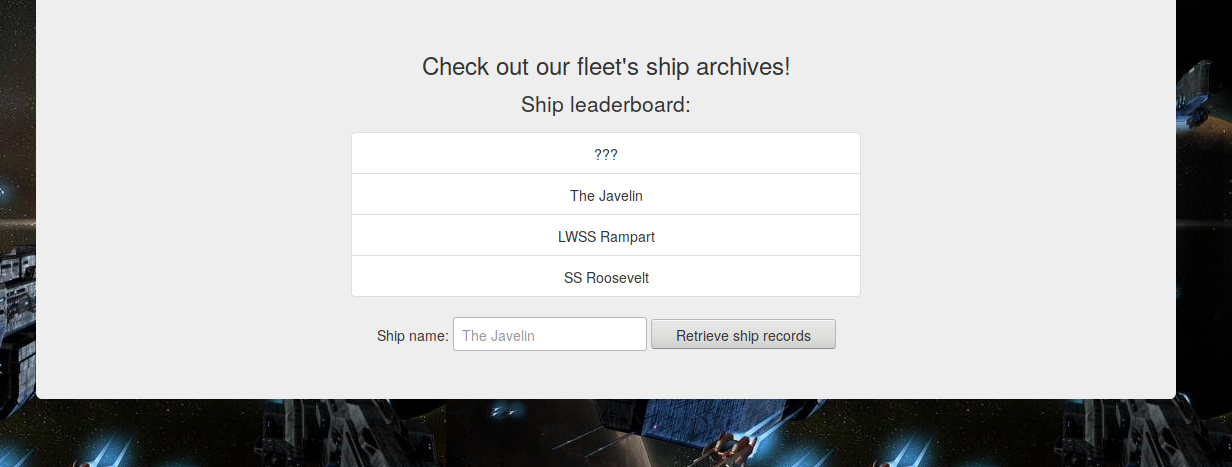 Check out our fleet's ship archives!
Ship leaderboard:
???
The Javelin
LWSS Rampart
SS Roosevelt
Ship name: The Javelin Retrieve ship records